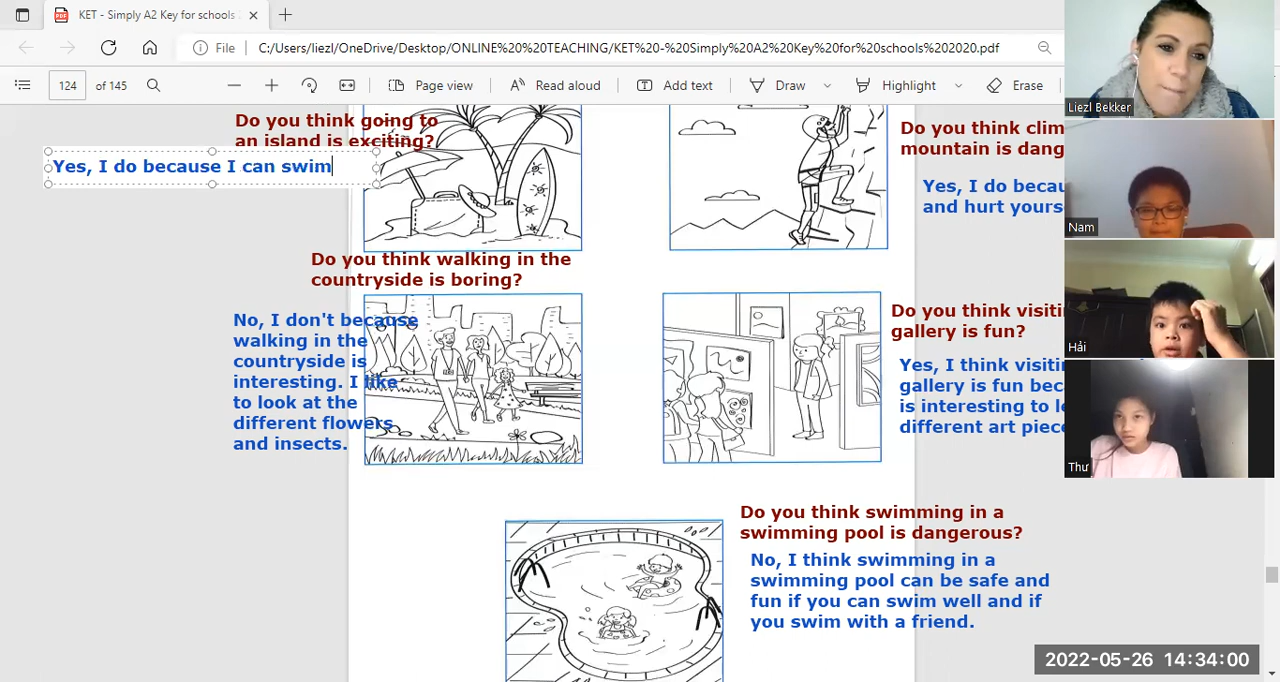 KET - Simply A2 Key for schools
File
C:/Users/liezl/OneDrive/Desktop/ONLINE%20%20TEACHING/KET%20-%20Simply%20A2%20Key%20for%20schools%202020.pdf
124 of 145
Page view
Read aloud
Add text
Draw
Highlight
Erase
Do you think going to
an island is exciting?
Yes, I do because I can swim
Do you think clim
mountain is dang
Yes, I do becau
and hurt yours
Do you think walking in the
countryside is boring?
No, I don't because
walking in the
countryside is
interesting. I like
to look at the
different flowers
and insects.
Do you think visiti
gallery is fun?
Yes, I think visitin
gallery is fun bec
is interesting to le
different art piec
Do you think swimming in a
swimming pool is dangerous?
No, I think swimming in a
swimming pool can be safe and
fun if you can swim well and if
you swim with a friend.
Liezl Bekker
Nam
Hải
Thư
2022-05-26 14:34:00